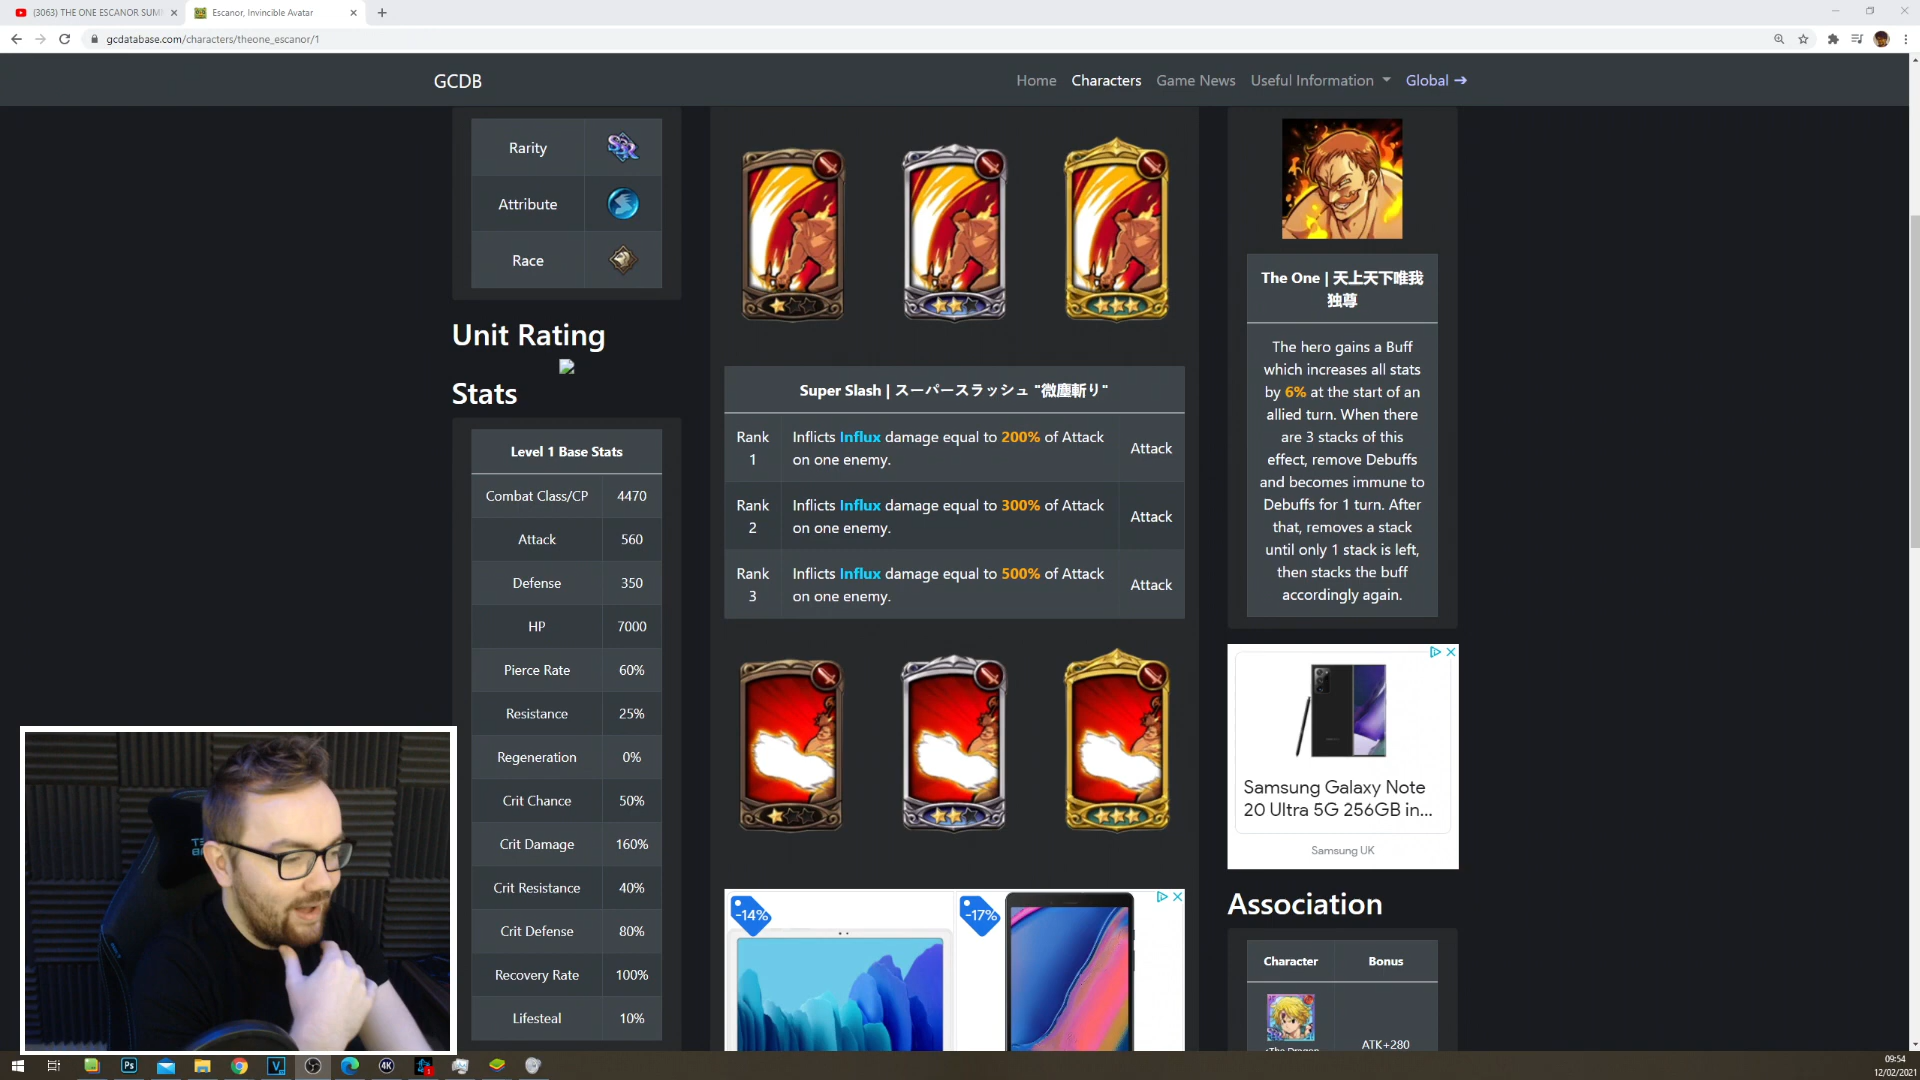 (3063) THE ONE ESCANOR SUM
Escanor, Invincible Avatar
gcdatabase.com/characters/theone_escanor/1
GCDB
Home
Characters
Game News
Useful Information
Global
Rarity
SSR
Attribute
Race
Unit Rating
Stats
Level 1 Base Stats
Combat Class/CP 4470
Attack 560
Defense 350
HP 7000
Pierce Rate 60%
Resistance 25%
Regeneration 0%
Crit Chance 50%
Crit Damage 160%
Crit Resistance 40%
Crit Defense 80%
Recovery Rate 100%
Lifesteal 10%
Super Slash | スーパースラッシュ "微塵斬り"
Rank 1
Inflicts Influx damage equal to 200% of Attack
on one enemy.
Attack
Rank 2
Inflicts Influx damage equal to 300% of Attack
on one enemy.
Attack
Rank 3
Inflicts Influx damage equal to 500% of Attack
on one enemy.
Attack
-14%
-17%
The One | 天上天下唯我
独尊
The hero gains a Buff
which increases all stats
by 6% at the start of an
allied turn. When there
are 3 stacks of this
effect, remove Debuffs
and becomes immune to
Debuffs for 1 turn. After
that, removes a stack
until only 1 stack is left,
then stacks the buff
accordingly again.
Samsung Galaxy Note
20 Ultra 5G 256GB in...
Samsung UK
Association
Character Bonus
ATK+280
Ps
V
4K
1
09:54
12/02/2021